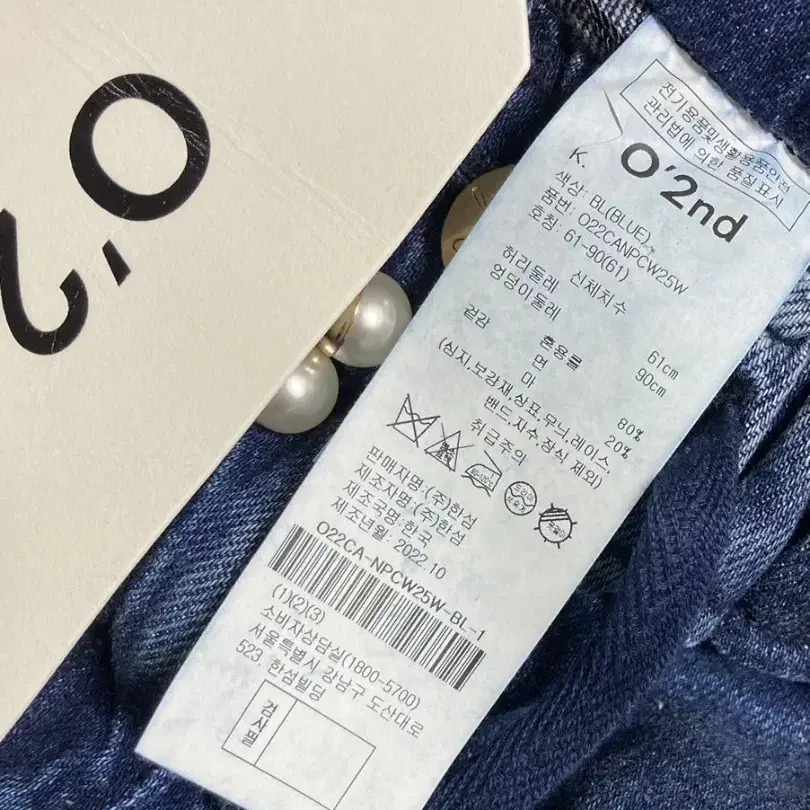 O'2
전기용품및생활용품안전
관리법에 의한 품질표시
K. O'2nd
색상: BL(BLUE)
품번: O22CANPCW25W
호칭: 61-90(61)
신체치수
허리둘레 61cm
엉덩이둘레 90cm
혼용률
겉감 면 80%
마 20%
(심지,보강재,상표,무늬,레이스,
밴드,자수,장식 제외)
취급주의
판매자명:(주)한섬
제조자명:(주)한섬
제조국명:한국
제조년월: 2022.10
O22CA-NPCW25W-BL-1
(1)(2)(3)
소비자상담실(1800-5700)
서울특별시 강남구 도산대로
523 한섬빌딩
검사필